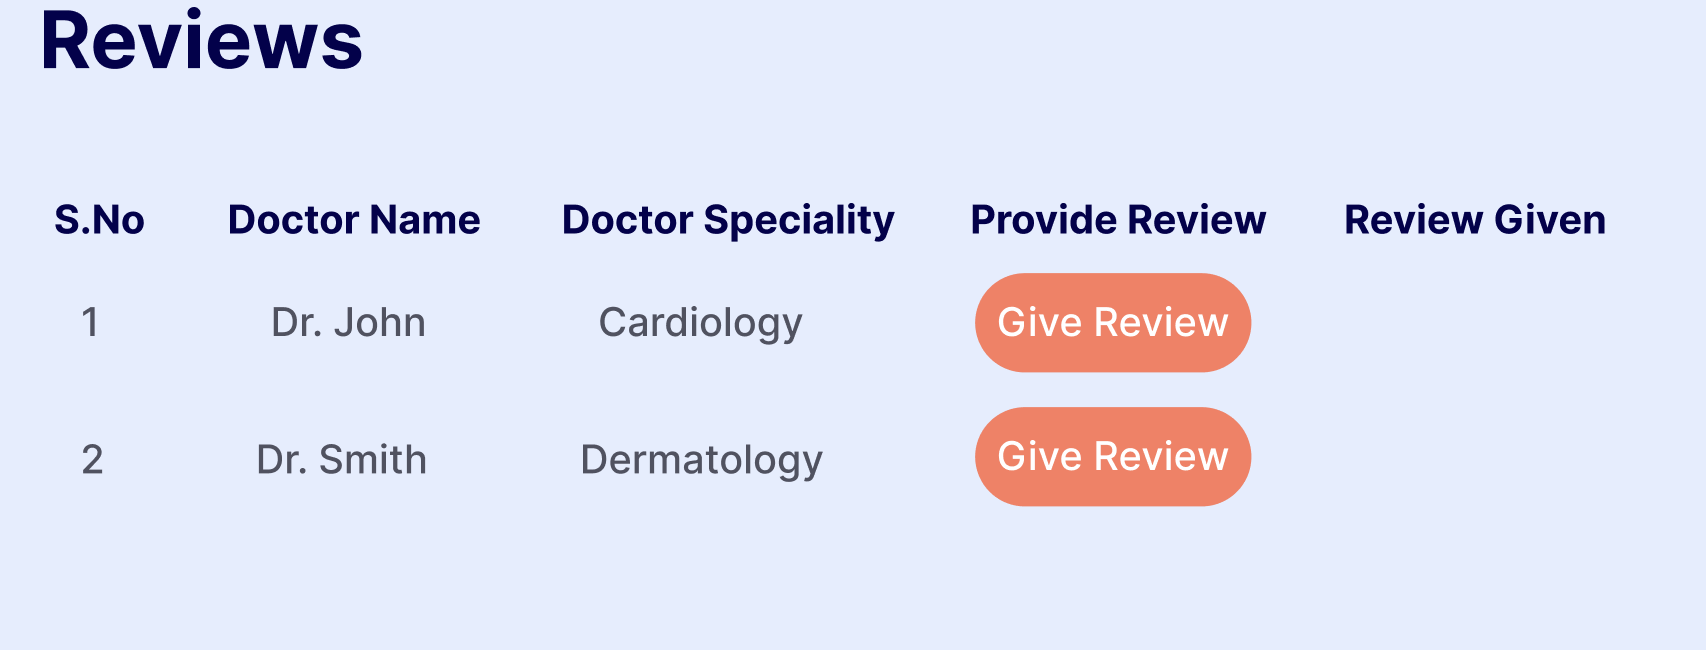 Reviews
S.No Doctor Name Doctor Speciality Provide Review Review Given
1 Dr. John Cardiology Give Review
2 Dr. Smith Dermatology Give Review